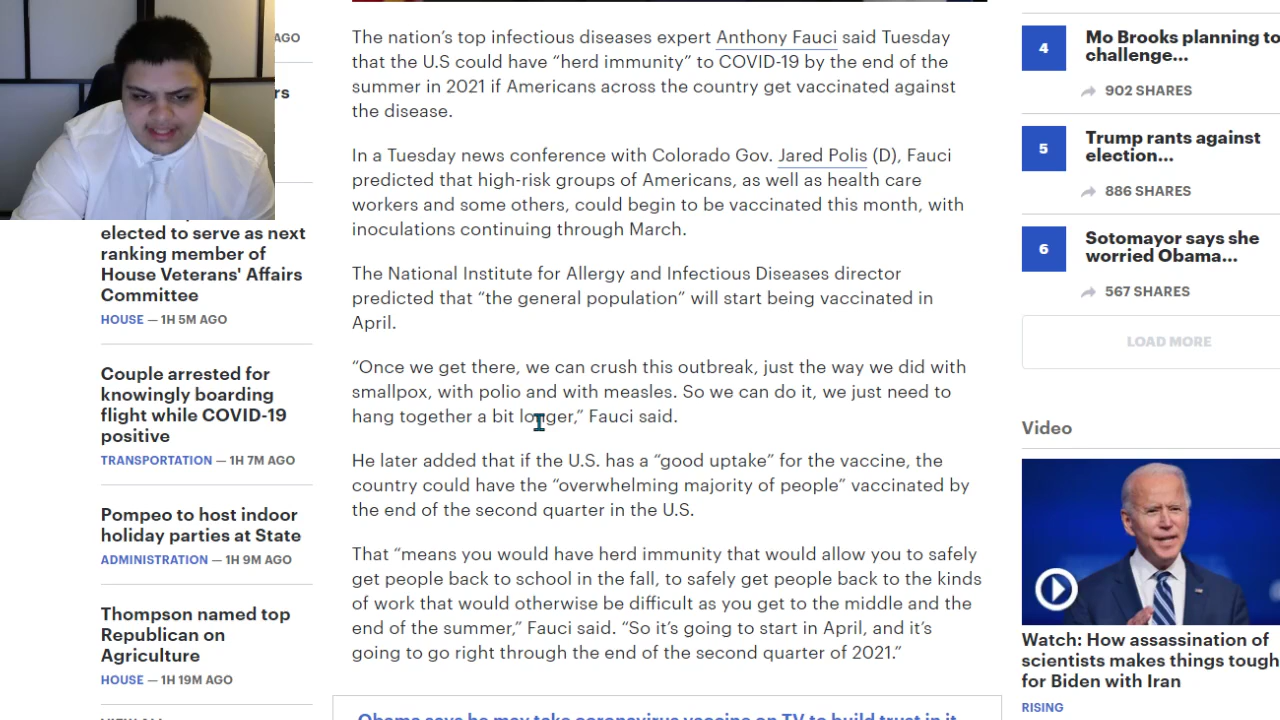 AGO
rs
elected to serve as next
ranking member of
House Veterans' Affairs
Committee
HOUSE — 1H 5M AGO
Couple arrested for
knowingly boarding
flight while COVID-19
positive
TRANSPORTATION — 1H 7M AGO
Pompeo to host indoor
holiday parties at State
ADMINISTRATION — 1H 9M AGO
Thompson named top
Republican on
Agriculture
HOUSE — 1H 19M AGO
The nation’s top infectious diseases expert Anthony Fauci said Tuesday
that the U.S could have “herd immunity” to COVID-19 by the end of the
summer in 2021 if Americans across the country get vaccinated against
the disease.
In a Tuesday news conference with Colorado Gov. Jared Polis (D), Fauci
predicted that high-risk groups of Americans, as well as health care
workers and some others, could begin to be vaccinated this month, with
inoculations continuing through March.
The National Institute for Allergy and Infectious Diseases director
predicted that “the general population” will start being vaccinated in
April.
“Once we get there, we can crush this outbreak, just the way we did with
smallpox, with polio and with measles. So we can do it, we just need to
hang together a bit longer,” Fauci said.
He later added that if the U.S. has a “good uptake” for the vaccine, the
country could have the “overwhelming majority of people” vaccinated by
the end of the second quarter in the U.S.
That “means you would have herd immunity that would allow you to safely
get people back to school in the fall, to safely get people back to the kinds
of work that would otherwise be difficult as you get to the middle and the
end of the summer,” Fauci said. “So it’s going to start in April, and it’s
going to go right through the end of the second quarter of 2021.”
Obama says he may take coronavirus vaccine on TV to build trust in it
4
Mo Brooks planning to
challenge...
902 SHARES
5
Trump rants against
election...
886 SHARES
6
Sotomayor says she
worried Obama...
567 SHARES
LOAD MORE
Video
Watch: How assassination of
scientists makes things tough
for Biden with Iran
RISING